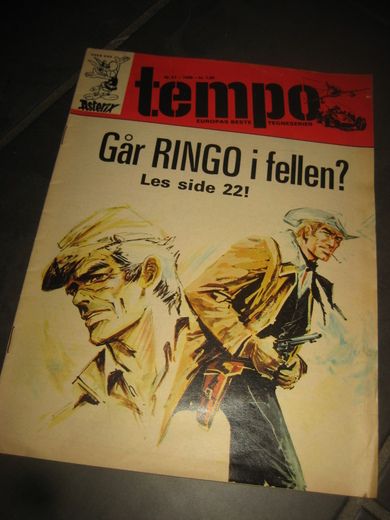 Asterix
tempo
EUROPAS BESTE TEGNESERIER
Går RINGO i fellen?
Les side 22!